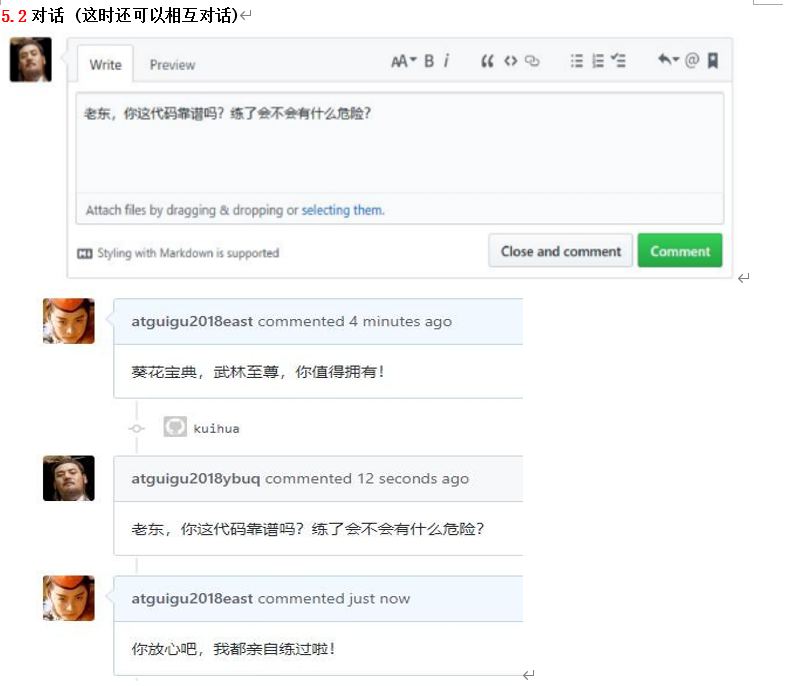 5.2 对话 (这时还可以相互对话)
Write Preview AA B i
老东，你这代码靠谱吗？练了会不会有什么危险？
Attach files by dragging & dropping or selecting them.
Styling with Markdown is supported
Close and comment Comment
atguigu2018east commented 4 minutes ago
葵花宝典，武林至尊，你值得拥有！
kuihua
atguigu2018ybuq commented 12 seconds ago
老东，你这代码靠谱吗？练了会不会有什么危险？
atguigu2018east commented just now
你放心吧，我都亲自练过啦！